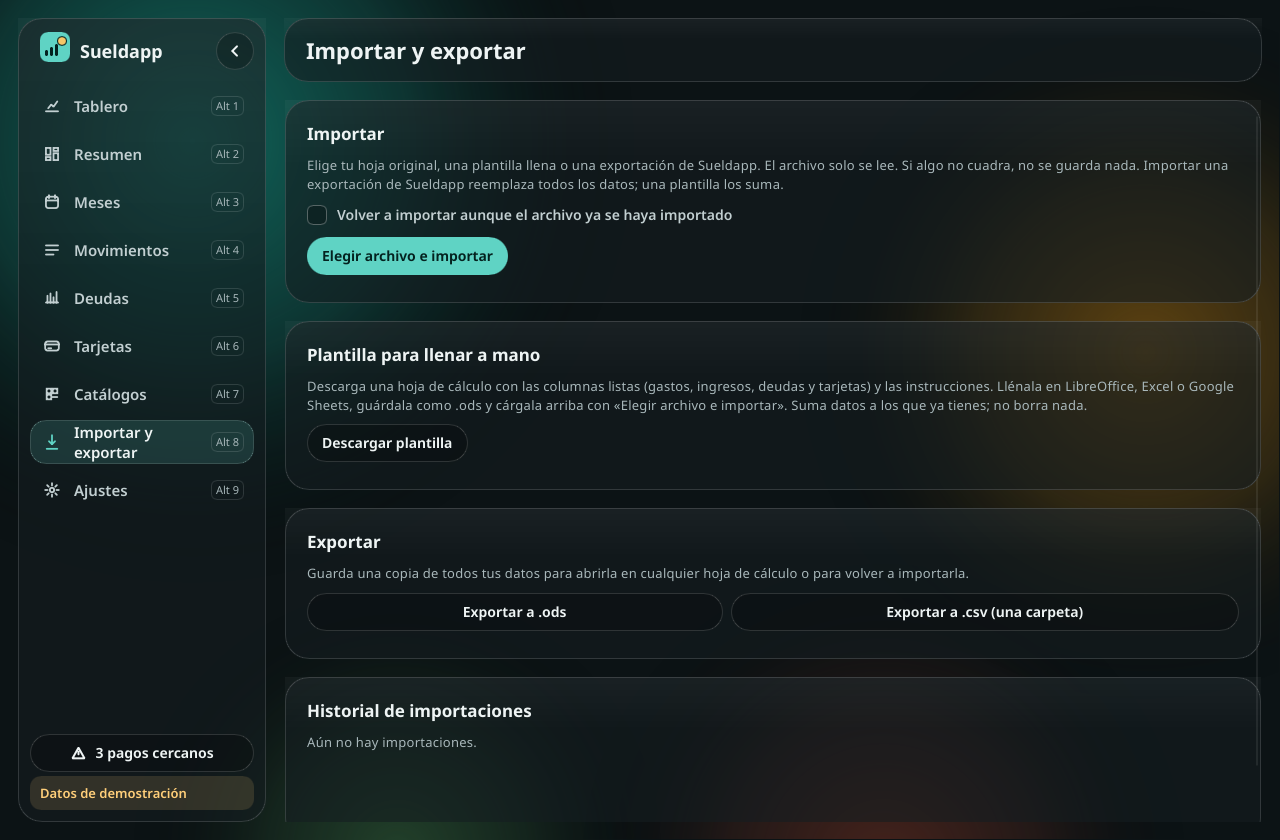 Sueldapp
Tablero Alt 1
Resumen Alt 2
Meses Alt 3
Movimientos Alt 4
Deudas Alt 5
Tarjetas Alt 6
Catálogos Alt 7
Importar y
exportar Alt 8
Ajustes Alt 9
3 pagos cercanos
Datos de demostración
Importar y exportar
Importar
Elige tu hoja original, una plantilla llena o una exportación de Sueldapp. El archivo solo se lee. Si algo no cuadra, no se guarda nada. Importar una
exportación de Sueldapp reemplaza todos los datos; una plantilla los suma.
Volver a importar aunque el archivo ya se haya importado
Elegir archivo e importar
Plantilla para llenar a mano
Descarga una hoja de cálculo con las columnas listas (gastos, ingresos, deudas y tarjetas) y las instrucciones. Llénala en LibreOffice, Excel o Google
Sheets, guárdala como .ods y cárgala arriba con «Elegir archivo e importar». Suma datos a los que ya tienes; no borra nada.
Descargar plantilla
Exportar
Guarda una copia de todos tus datos para abrirla en cualquier hoja de cálculo o para volver a importarla.
Exportar a .ods
Exportar a .csv (una carpeta)
Historial de importaciones
Aún no hay importaciones.